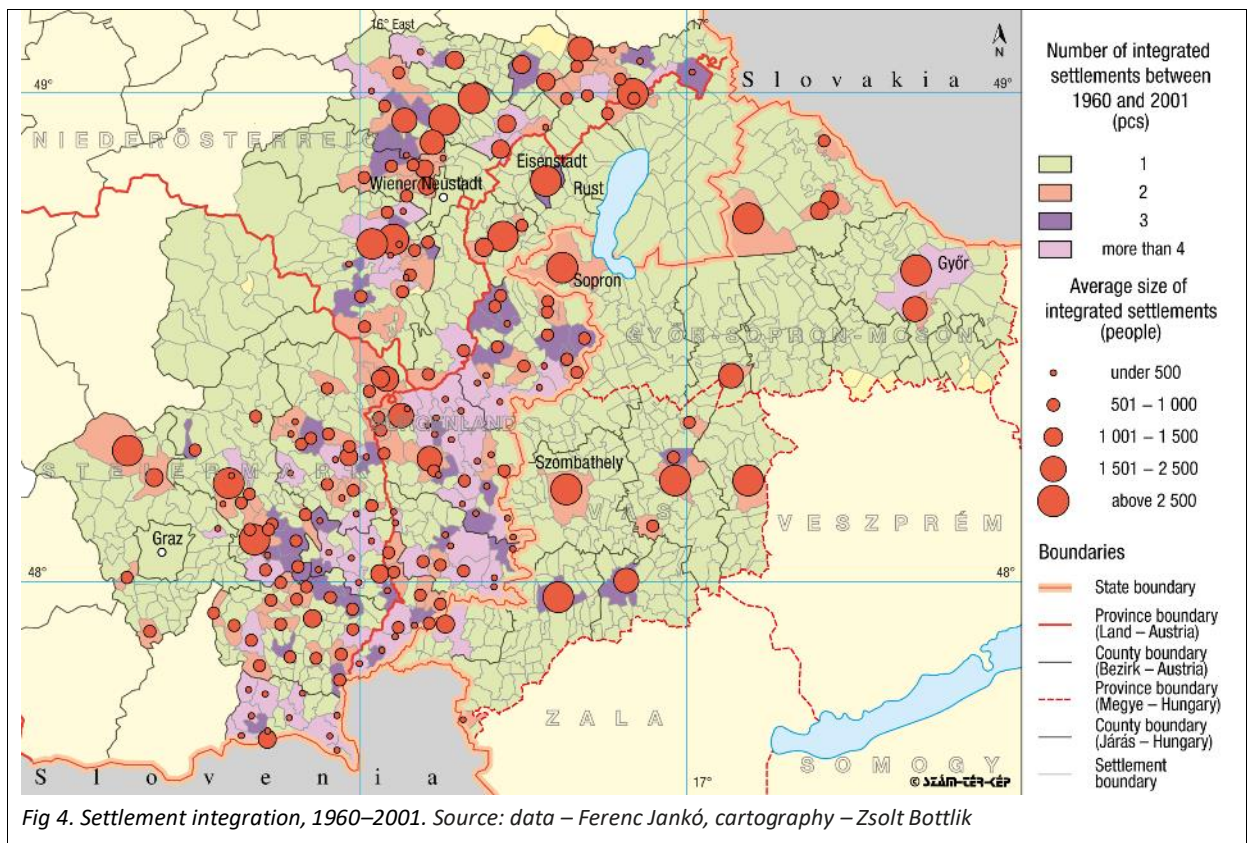 16° East
17°
N
Slovakia
49°
49°
NIEDERÖSTERREIC
Eisenstadt
Wiener Neustadt
Rust
Győr
Sopron
GYŐR-SOPRON-MOSON
BURGENLAND
STEIERMARK
Szombathely
VAS
VESZPRÉM
Graz
48°
48°
ZALA
Slovenia
17°
SOMOGY
© SZÁM-TÉR-KÉP
Number of integrated
settlements between
1960 and 2001
(pcs)
1
2
3
more than 4
Average size of
integrated settlements
(people)
under 500
501 – 1 000
1 001 – 1 500
1 501 – 2 500
above 2 500
Boundaries
State boundary
Province boundary
(Land – Austria)
County boundary
(Bezirk – Austria)
Province boundary
(Megye – Hungary)
County boundary
(Járás – Hungary)
Settlement
boundary
Fig 4. Settlement integration, 1960–2001. Source: data – Ferenc Jankó, cartography – Zsolt Bottlik